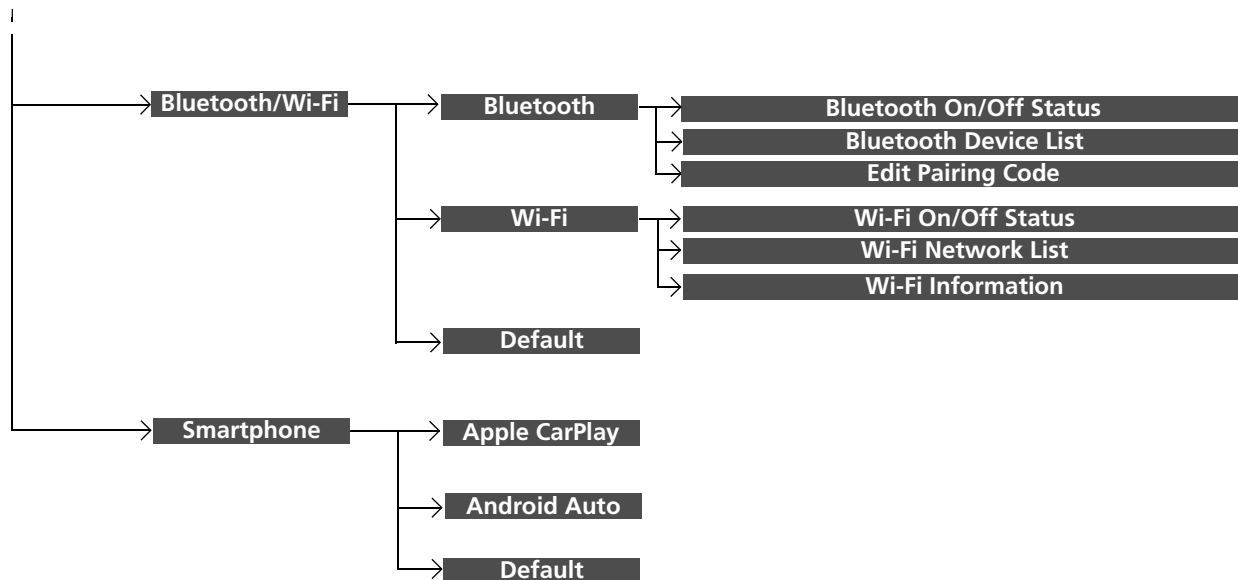 Bluetooth/Wi-Fi
Bluetooth
Bluetooth On/Off Status
Bluetooth Device List
Edit Pairing Code
Wi-Fi
Wi-Fi On/Off Status
Wi-Fi Network List
Wi-Fi Information
Default
Smartphone
Apple CarPlay
Android Auto
Default